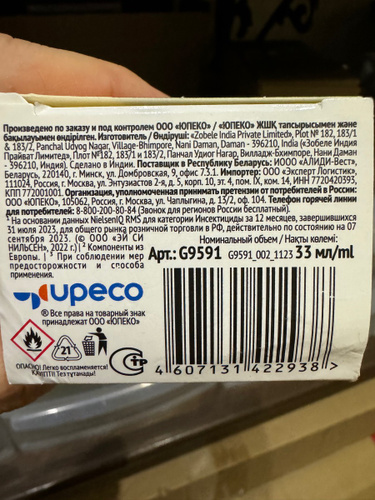 Произведено по заказу и под контролем ООО «ЮПЕКО» / «ЮПЕКО» ЖШҚ тапсырысымен және
бақылауымен өндірілген. Изготовитель / Өндіруші: «Zobele India Private Limited», Plot № 182, 183/1
& 183/2, Panchal Udyog Nagar, Village-Bhimpore, Nani Daman, Daman - 396210, India («Зобеле Индия
Прайвит Лимитед», Плот №182, 183/1 и 183/2, Панчал Удиог Нагар, Вилладж-Бхимпоре, Нани Даман, Даман
- 396210, Индия). Сделано в Индии. Поставщик в Республику Беларусь: ИООО «АЛИДИ-Вест»,
Беларусь, 220140, г. Минск, ул. Домбровская, 9, офис 7.3.1. Импортер: ООО «Эксперт Логистик»,
111024, Россия, г. Москва, ул. Энтузиастов 2-я, д. 5, корп. 10, эт. 4, пом. IX, ком. 14, ИНН 7720420393,
КПП 772001001. Организация, уполномоченная принимать претензии от потребителей в России:
ООО «ЮПЕКО», 105062, Россия, г. Москва, ул. Чаплыгина, д. 13/2, оф. 104. Телефон горячей линии
для потребителей: 8-800-200-80-84 (Звонок для регионов России бесплатный).
¹ На основании данных NielsenIQ RMS для категории Инсектициды за 12 месяцев, завершившихся
31 июля 2023, для общего рынка розничной торговли в РФ, действительно по состоянию на 07
сентября 2023. (© ООО «ЭЙ СИ
НИЛЬСЕН», 2022 г.)| ² Компоненты из
Европы. | ³ При соблюдении мер
предосторожности и способа
применения.
Номинальный объем / Нақты көлемі:
Арт.: G9591 G9591_002_1123 33 мл/ml
upeco
® Все права на товарный знак
принадлежат ООО «ЮПЕКО»
21
СТР
ОПАСНО! Легко воспламеняется!
ҚАУІПТІ! Тез тұтанады!
4 607131 422938 >